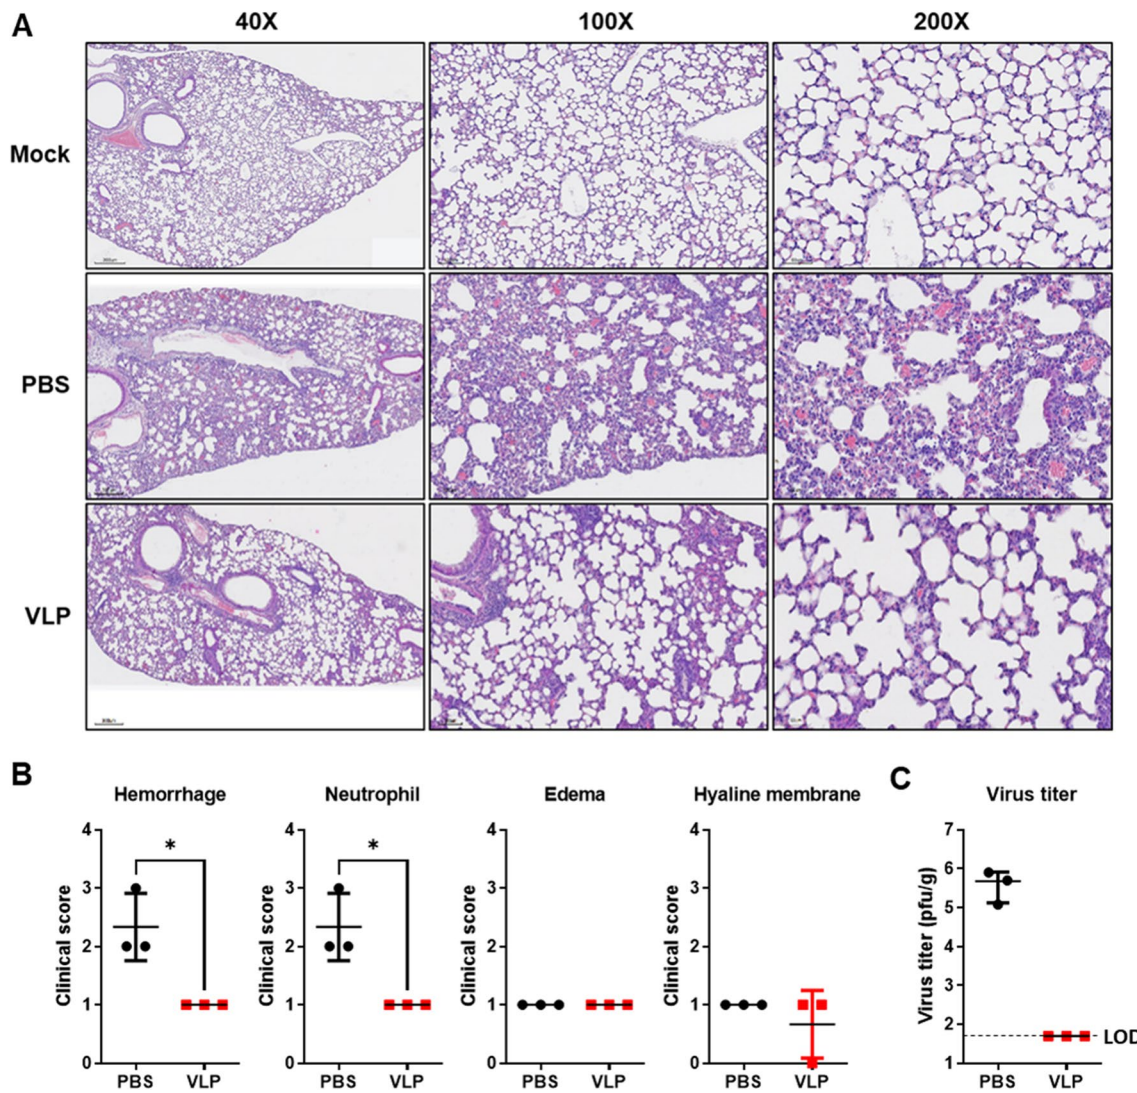 A
40X 100X 200X
Mock
PBS
VLP
B
Hemorrhage Neutrophil Edema Hyaline membrane
Clinical score
4
3
2
1
0
PBS VLP
Clinical score
4
3
2
1
0
PBS VLP
Clinical score
4
3
2
1
0
PBS VLP
Clinical score
4
3
2
1
0
PBS VLP
*
*
C
Virus titer
Virus titer (pfu/g)
7
6
5
4
3
2
1
LOD
PBS VLP